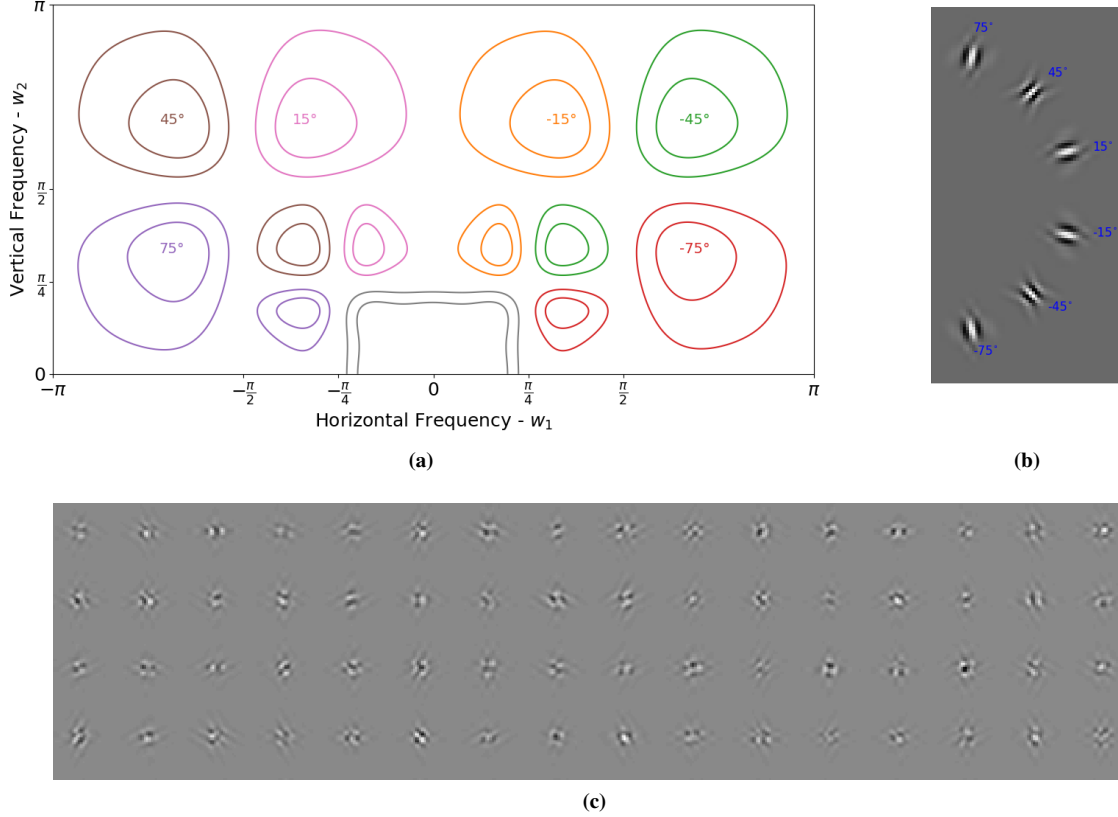 π
45° 15° -15° -45°
π/2
75° -75°
π/4
0
−π −π/2 −π/4 0 π/4 π/2 π
Vertical Frequency - w₂
Horizontal Frequency - w₁
(a)
75°
45°
15°
-15°
-45°
-75°
(b)
(c)